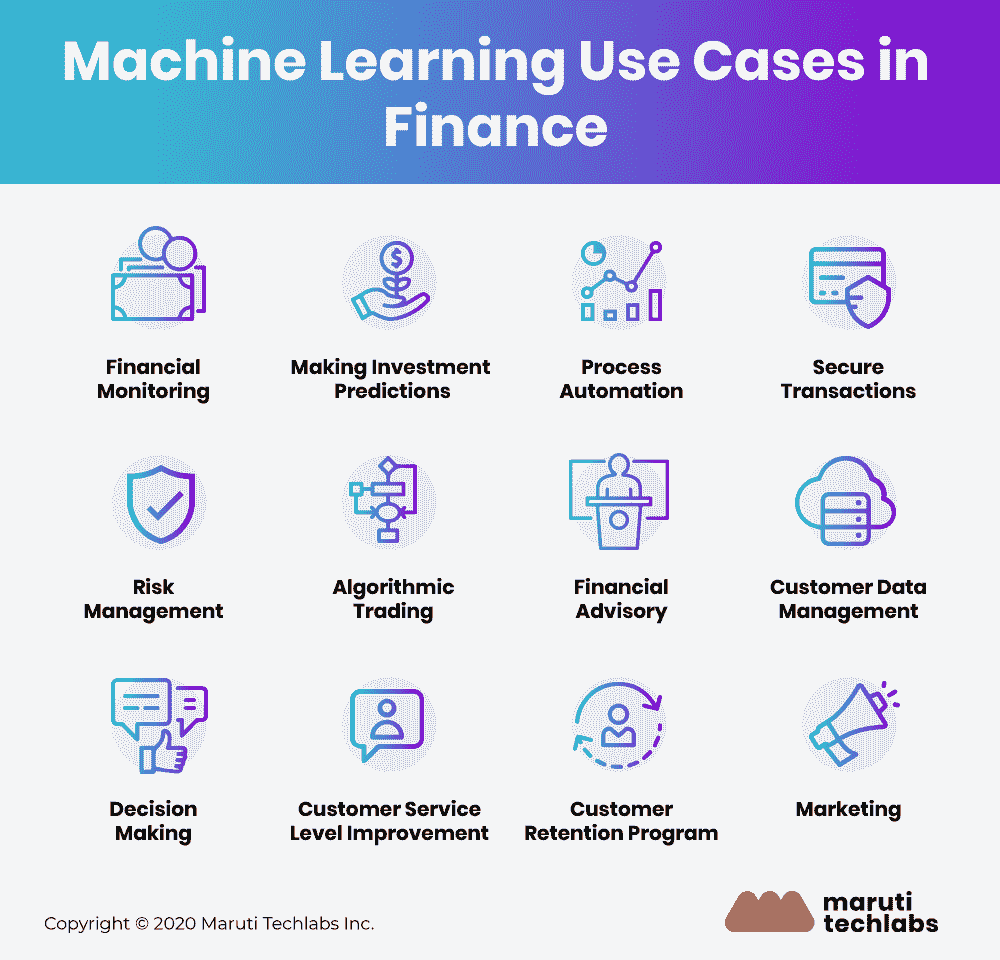 Machine Learning Use Cases in
Finance
Financial
Monitoring
Making Investment
Predictions
Process
Automation
Secure
Transactions
Risk
Management
Algorithmic
Trading
Financial
Advisory
Customer Data
Management
Decision
Making
Customer Service
Level Improvement
Customer
Retention Program
Marketing
Copyright © 2020 Maruti Techlabs Inc.
maruti
techlabs